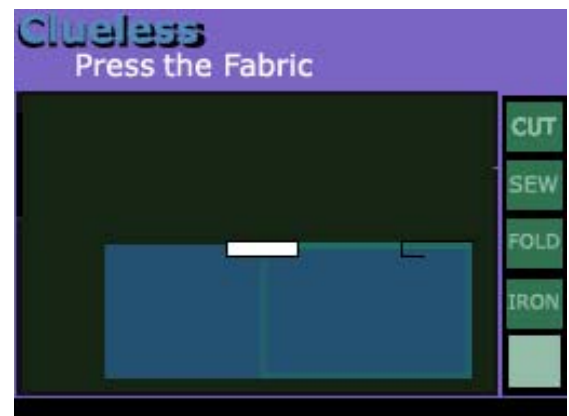 Clueless
Press the Fabric
CUT
SEW
FOLD
IRON